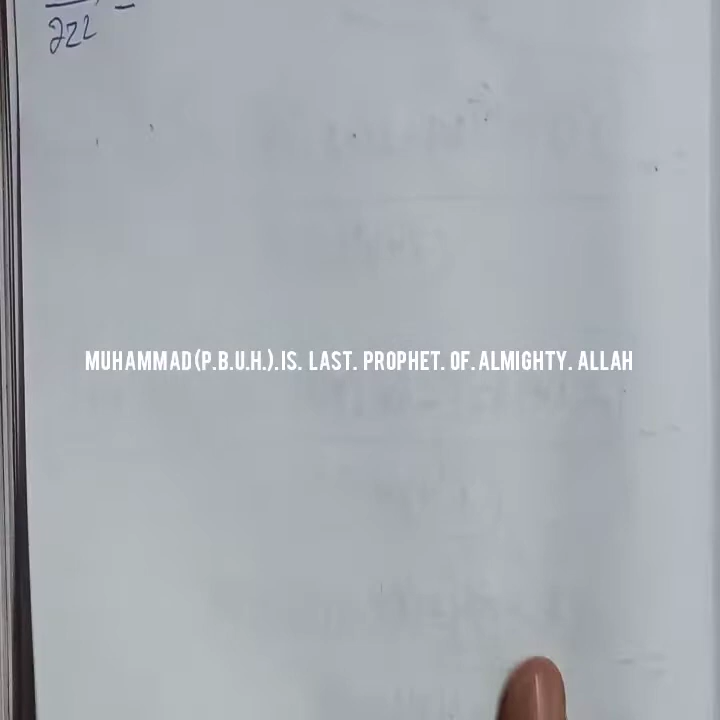 ∂z² =
MUHAMMAD(P.B.U.H.).IS. LAST. PROPHET. OF. ALMIGHTY. ALLAH